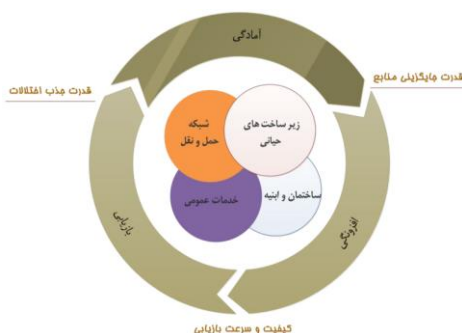 آمادگی
قدرت جایگزینی منابع
قدرت جذب اختلالات
زیر ساخت های
حیاتی
شبکه
حمل و نقل
ساختمان و ابنیه
خدمات عمومی
افزونگی
بازیابی
کیفیت و سرعت بازیابی